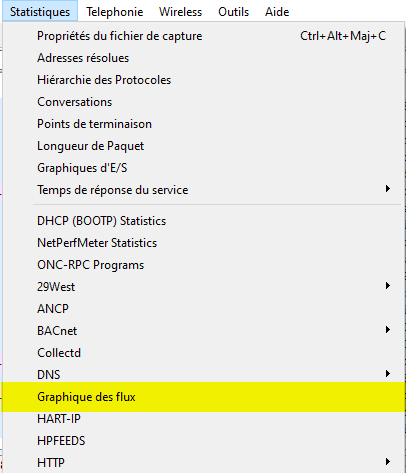 Statistiques Telephonie Wireless Outils Aide
Propriétés du fichier de capture Ctrl+Alt+Maj+C
Adresses résolues
Hiérarchie des Protocoles
Conversations
Points de terminaison
Longueur de Paquet
Graphiques d'E/S
Temps de réponse du service
DHCP (BOOTP) Statistics
NetPerfMeter Statistics
ONC-RPC Programs
29West
ANCP
BACnet
Collectd
DNS
Graphique des flux
HART-IP
HPFEEDS
HTTP